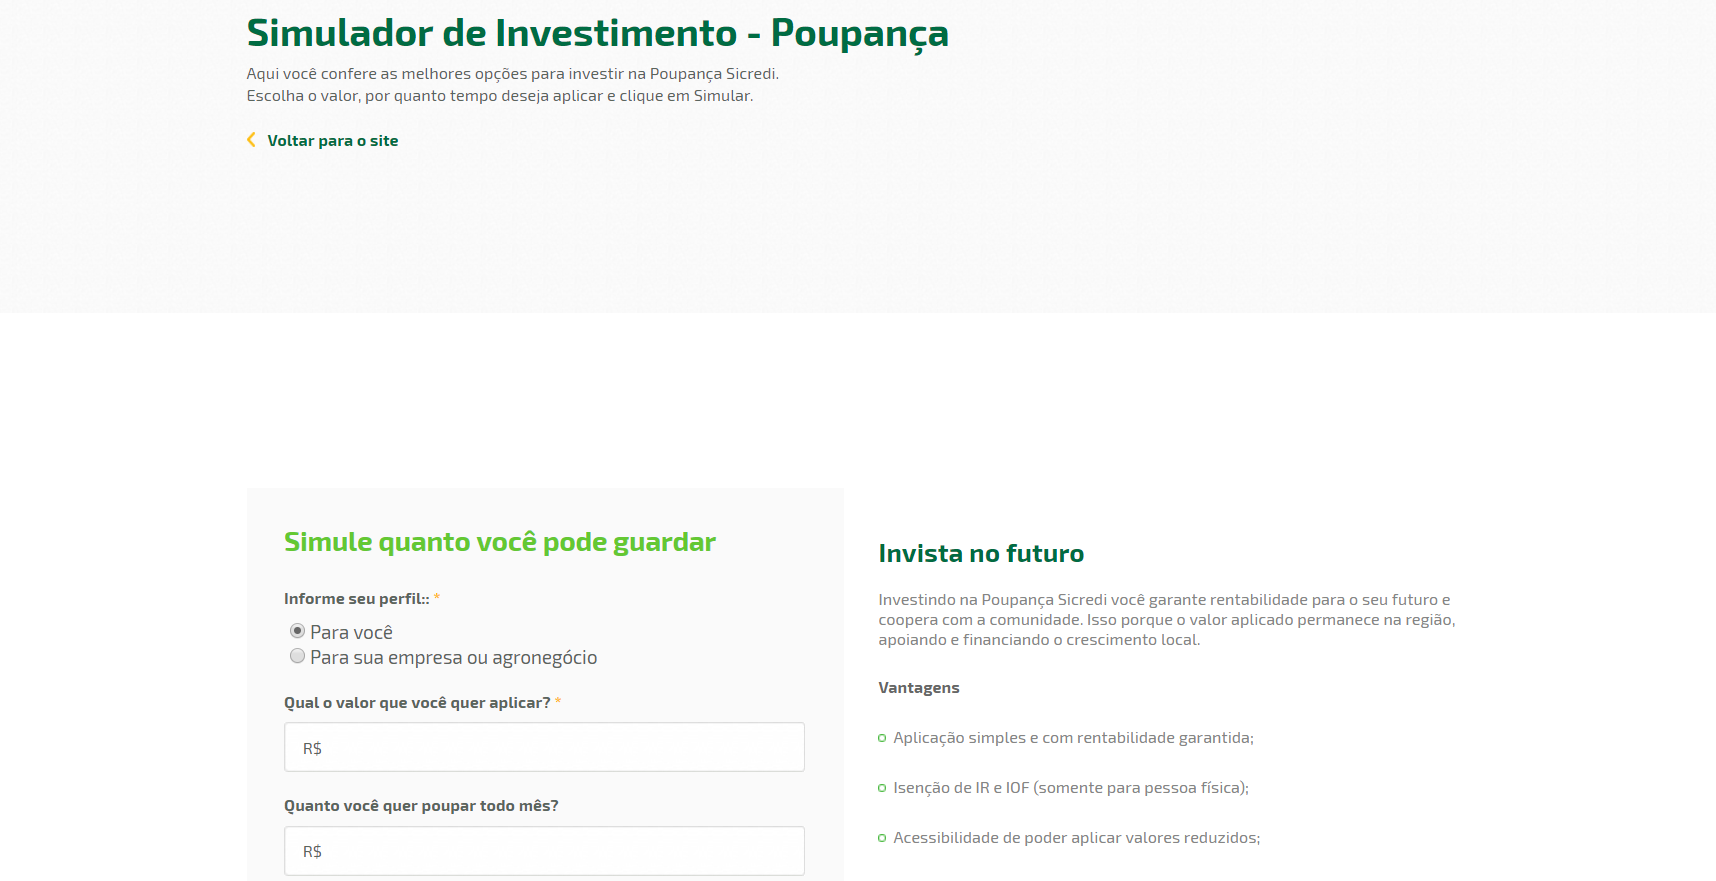 Simulador de Investimento - Poupança
Aqui você confere as melhores opções para investir na Poupança Sicredi.
Escolha o valor, por quanto tempo deseja aplicar e clique em Simular.
Voltar para o site
Simule quanto você pode guardar
Informe seu perfil:: *
Para você
Para sua empresa ou agronegócio
Qual o valor que você quer aplicar? *
R$
Quanto você quer poupar todo mês?
R$
Invista no futuro
Investindo na Poupança Sicredi você garante rentabilidade para o seu futuro e
coopera com a comunidade. Isso porque o valor aplicado permanece na região,
apoiando e financiando o crescimento local.
Vantagens
Aplicação simples e com rentabilidade garantida;
Isenção de IR e IOF (somente para pessoa física);
Acessibilidade de poder aplicar valores reduzidos;